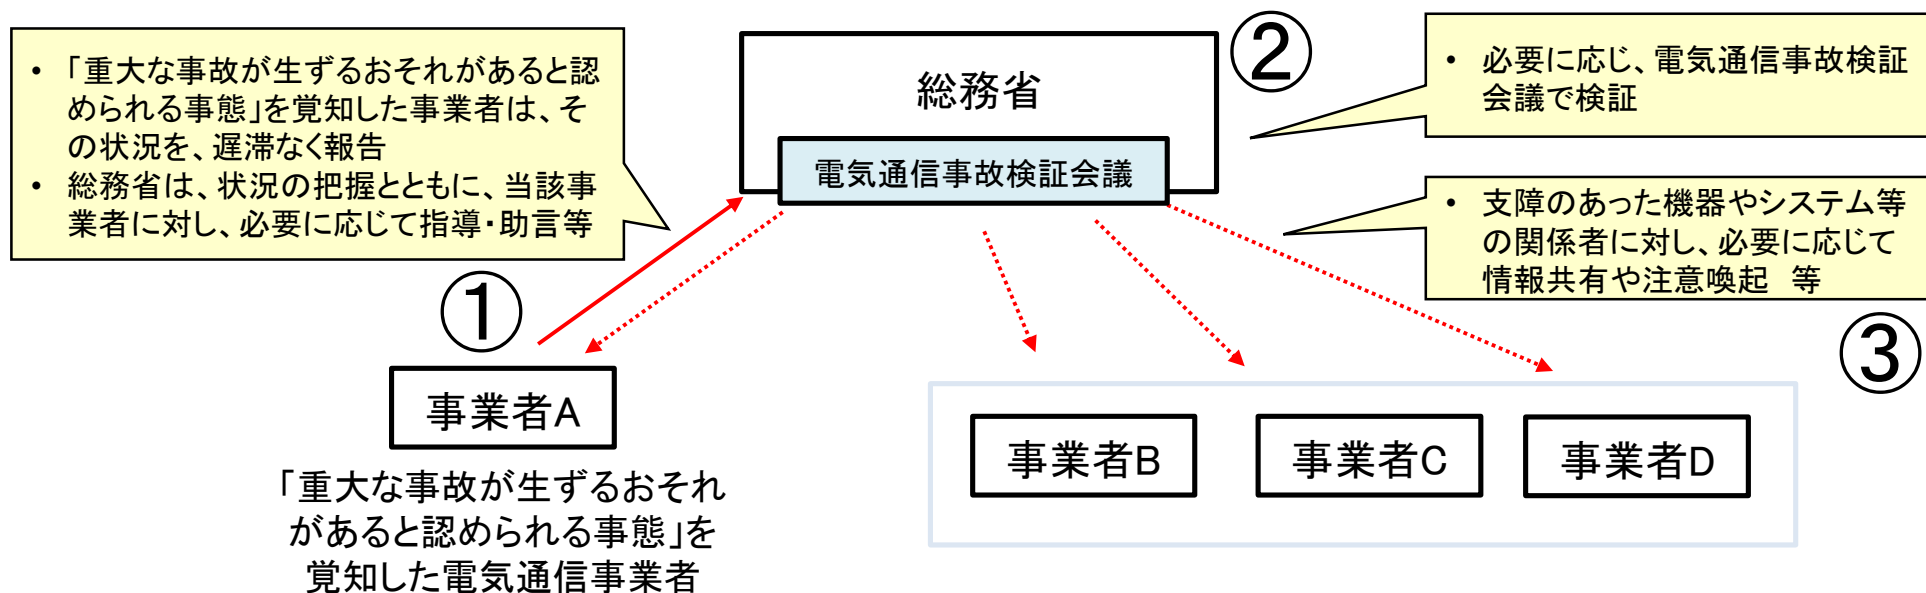 • 「重大な事故が生ずるおそれがあると認
められる事態」を覚知した事業者は、そ
の状況を、遅滞なく報告
• 総務省は、状況の把握とともに、当該事
業者に対し、必要に応じて指導・助言等
①
総務省
電気通信事故検証会議
②
• 必要に応じ、電気通信事故検証
会議で検証
• 支障のあった機器やシステム等
の関係者に対し、必要に応じて
情報共有や注意喚起　等
③
事業者A
「重大な事故が生ずるおそれ
があると認められる事態」を
覚知した電気通信事業者
事業者B
事業者C
事業者D